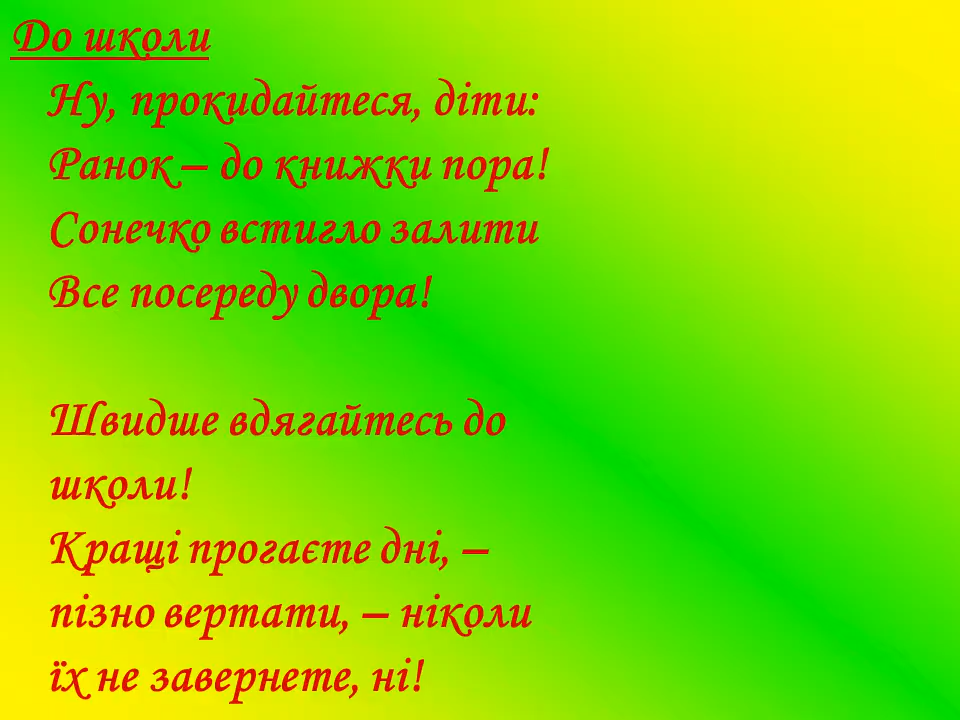 До школи
Ну, прокидайтеся, діти:
Ранок – до книжки пора!
Сонечко встигло залити
Все посереду двора!
Швидше вдягайтесь до
школи!
Кращі прогаєте дні, –
пізно вертати, – ніколи
їх не завернете, ні!